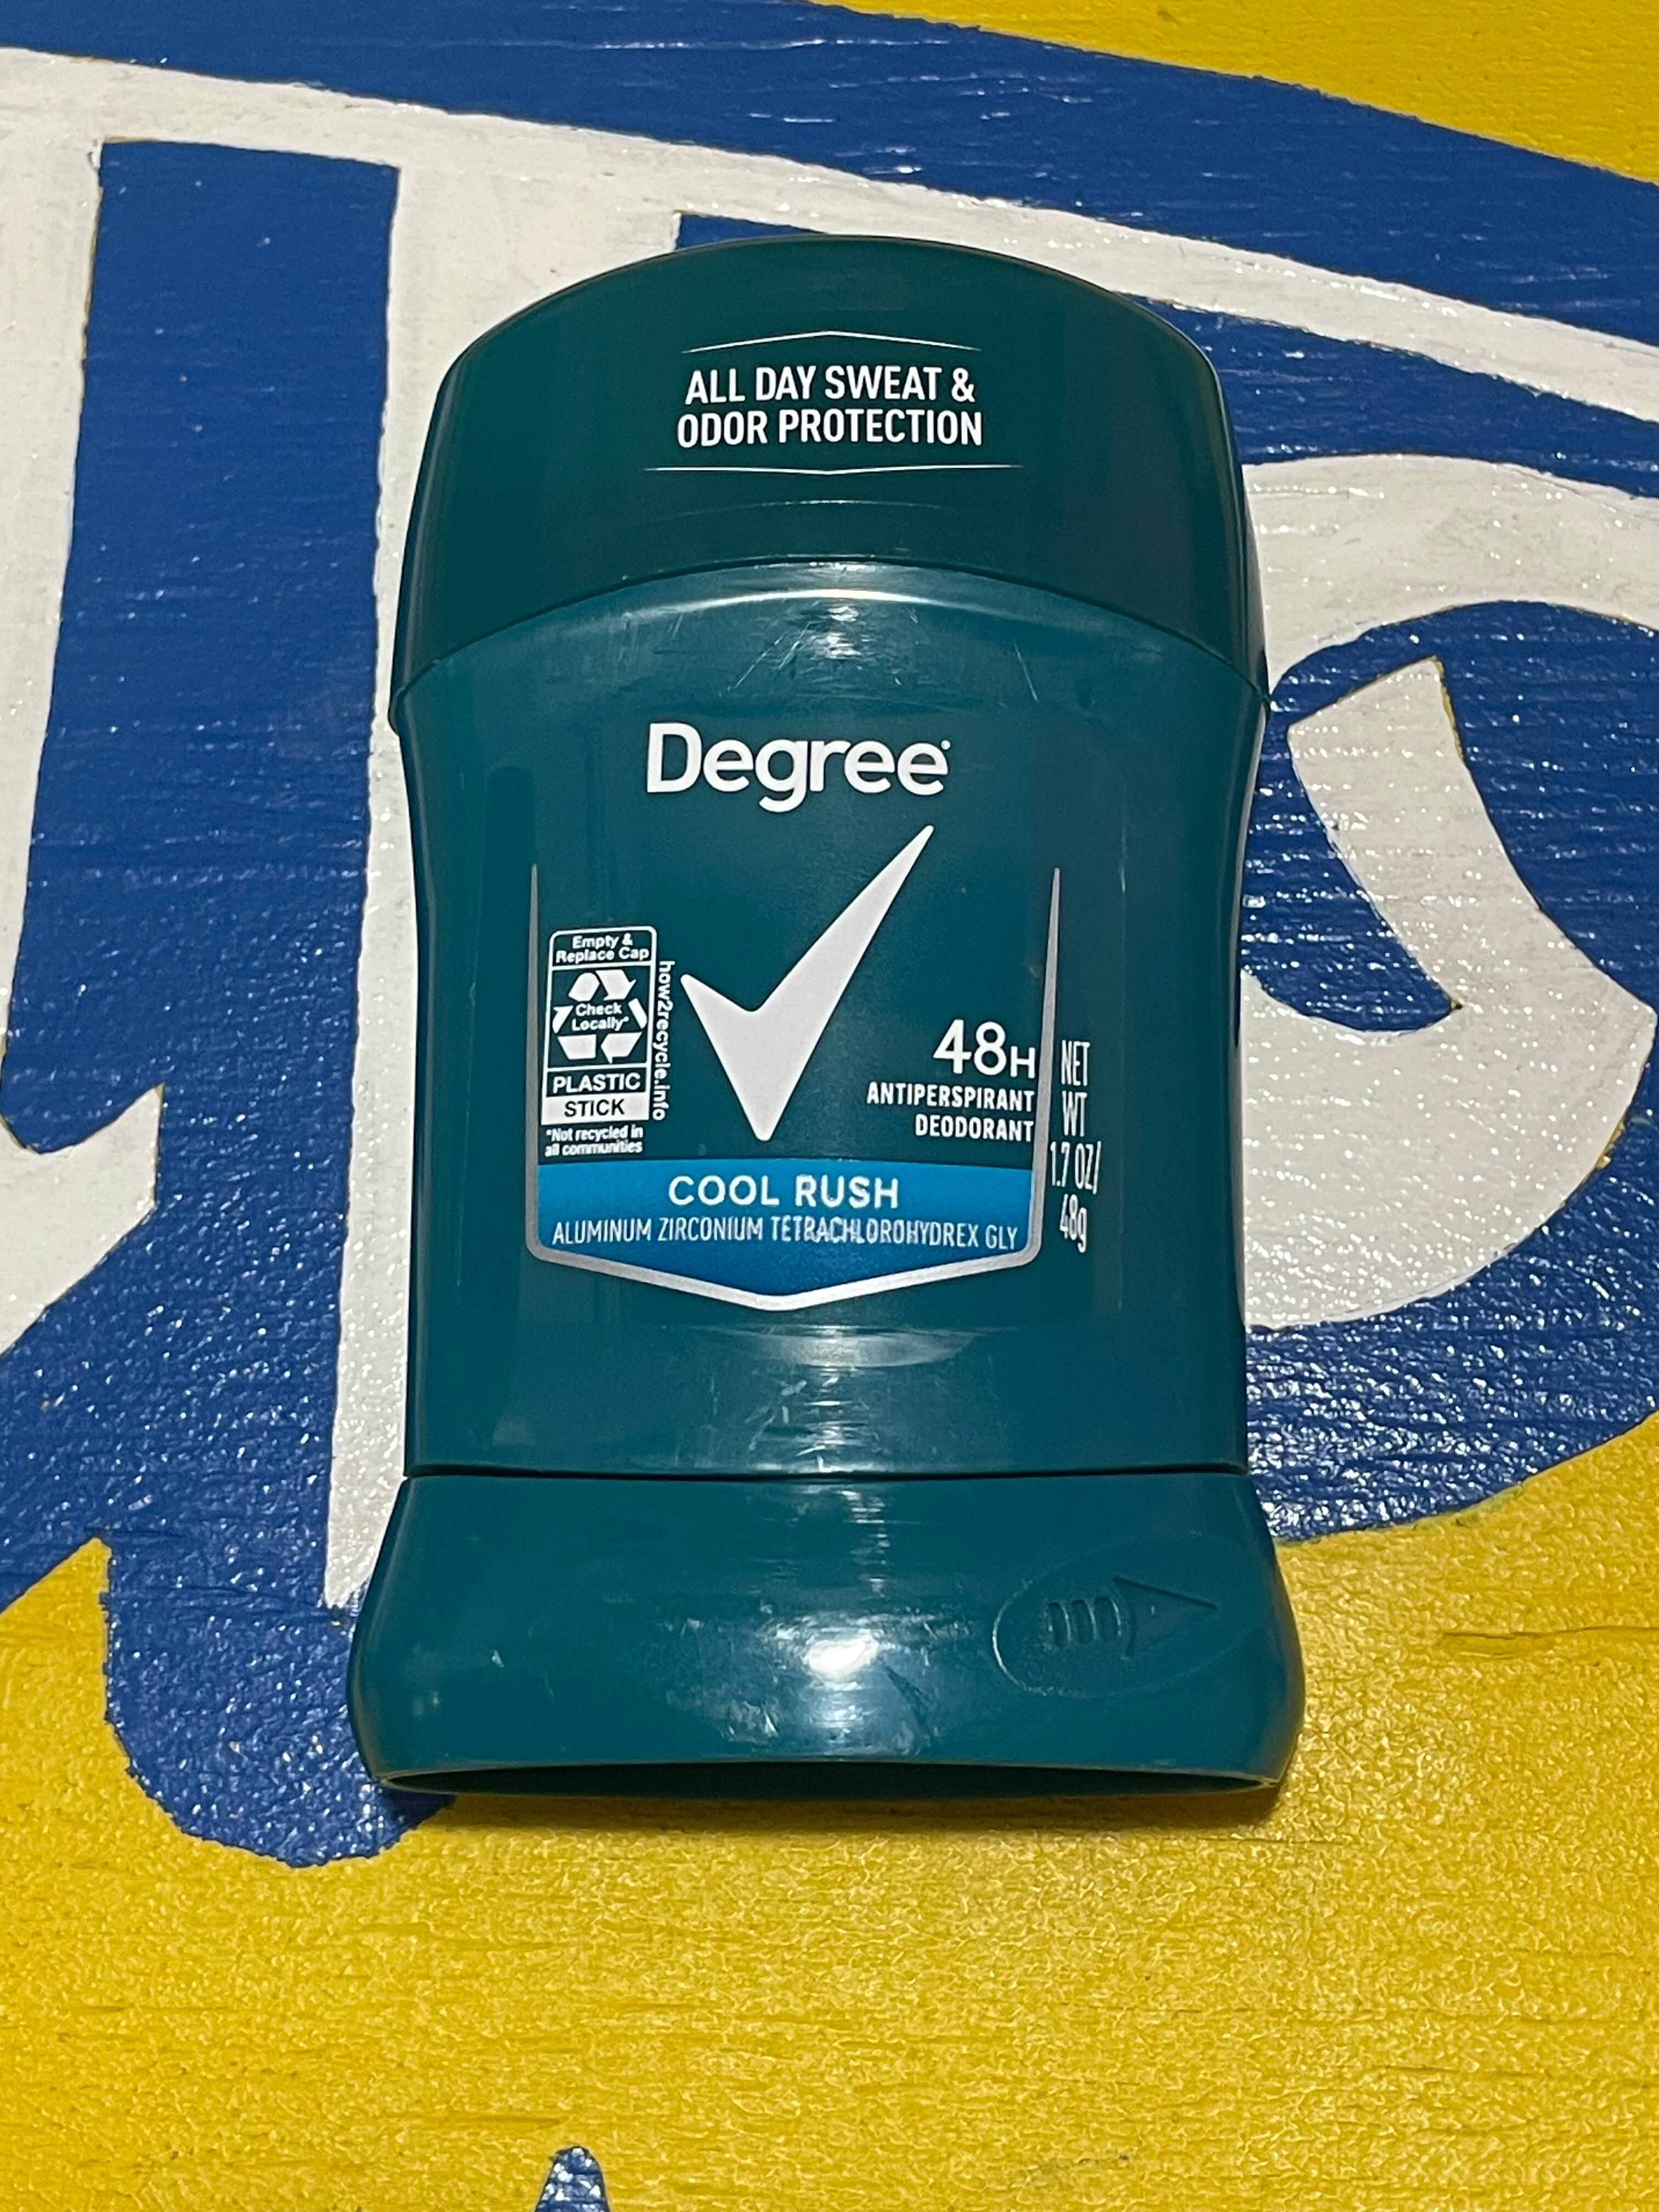 ALL DAY SWEAT &
ODOR PROTECTION
Degree
Empty &
Replace Cap
Check
Locally*
PLASTIC
STICK
*Not recycled in
all communities
how2recycle.info
48H
ANTIPERSPIRANT
DEODORANT
NET
WT
1.7 OZ/
48g
COOL RUSH
ALUMINUM ZIRCONIUM TETRACHLOROHYDREX GLY